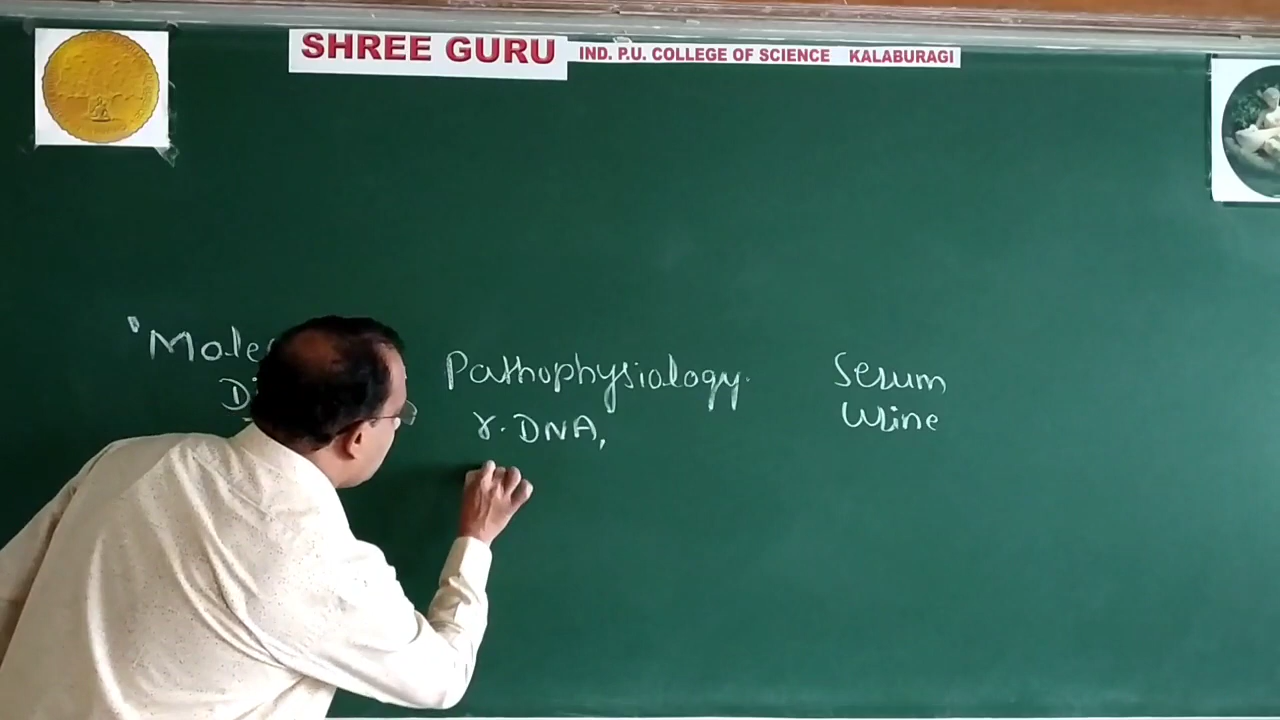 SHREE GURU IND. P.U. COLLEGE OF SCIENCE KALABURAGI
Pathophysiology. Serum
r. DNA, Urine